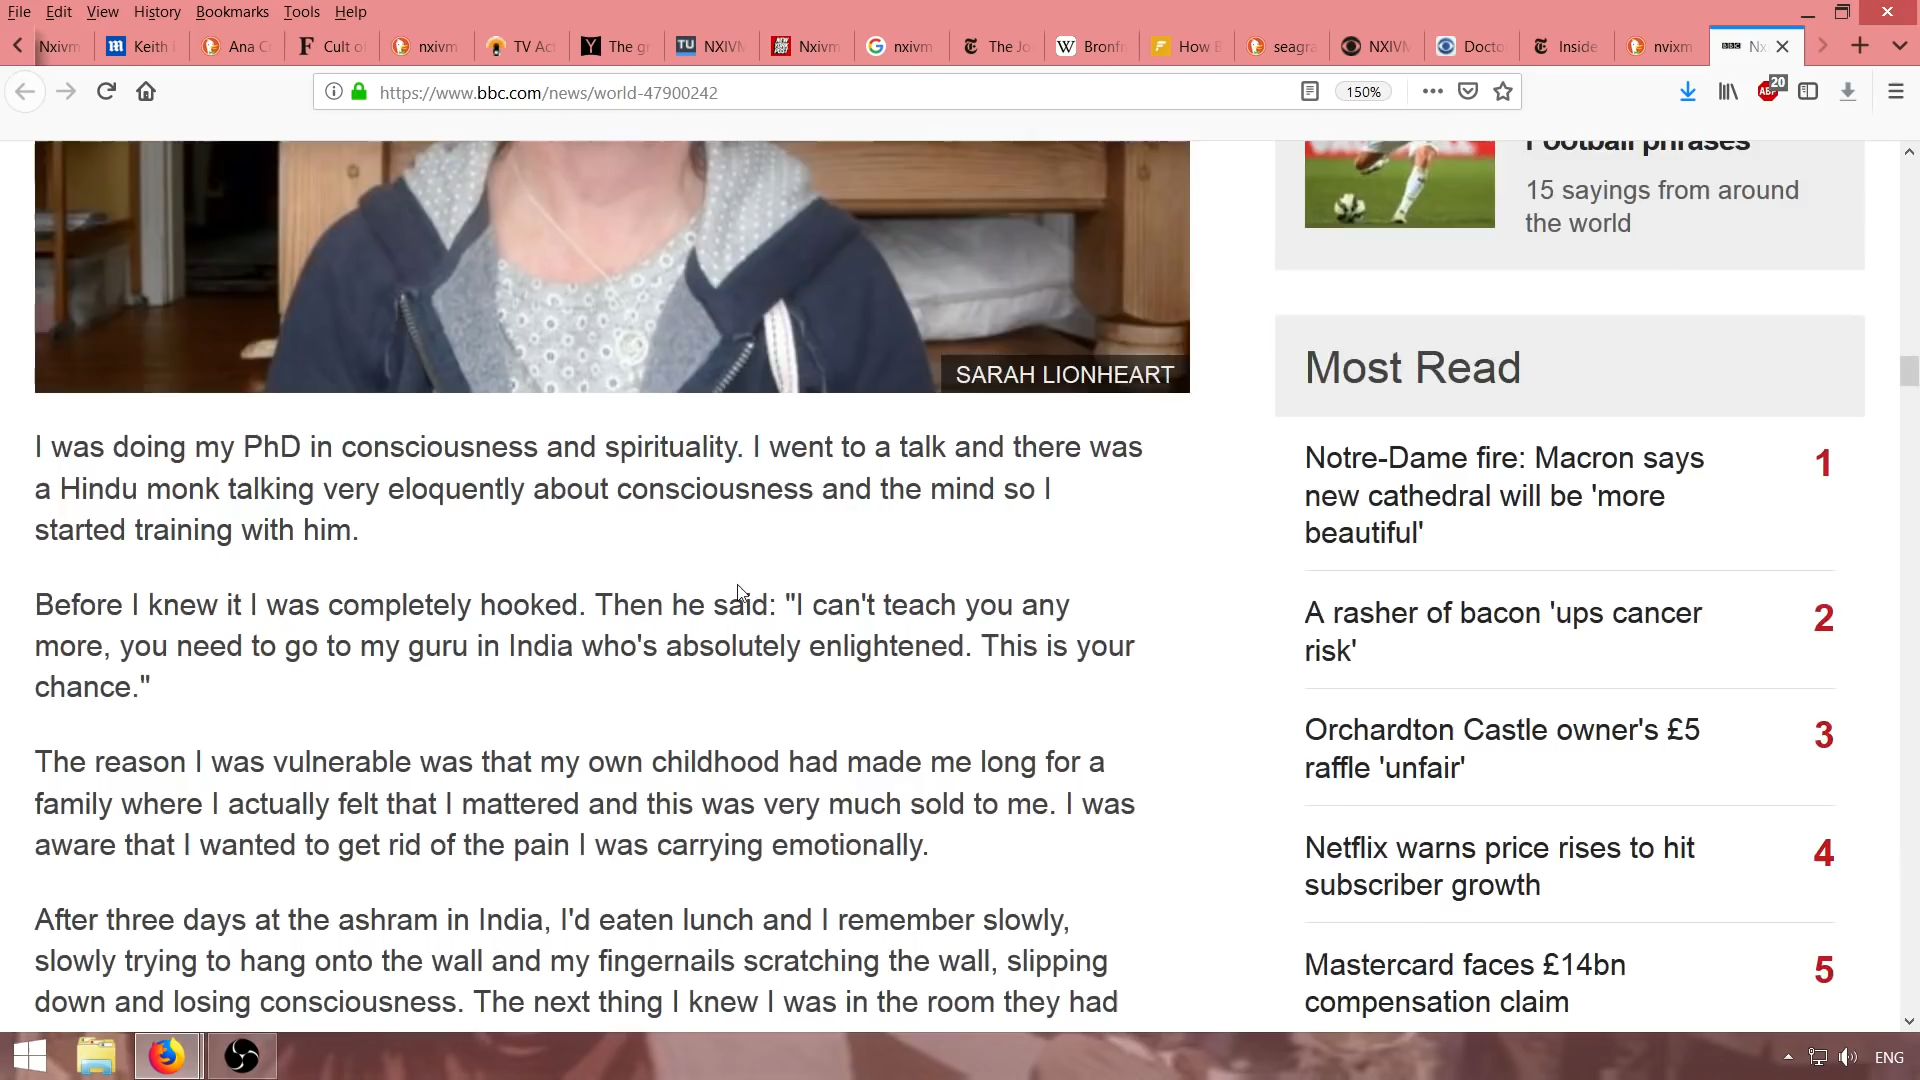 File Edit View History Bookmarks Tools Help
Nxivm Keith Ana C Cult o nxivm TV Act The gr NXIVM Nxivm nxivm The Jo Bronfm How B seagra NXIVM Docto Inside nvixm Nx
https://www.bbc.com/news/world-47900242
150%
20
ABP
SARAH LIONHEART
I was doing my PhD in consciousness and spirituality. I went to a talk and there was
a Hindu monk talking very eloquently about consciousness and the mind so I
started training with him.
Before I knew it I was completely hooked. Then he said: "I can't teach you any
more, you need to go to my guru in India who's absolutely enlightened. This is your
chance."
The reason I was vulnerable was that my own childhood had made me long for a
family where I actually felt that I mattered and this was very much sold to me. I was
aware that I wanted to get rid of the pain I was carrying emotionally.
After three days at the ashram in India, I'd eaten lunch and I remember slowly,
slowly trying to hang onto the wall and my fingernails scratching the wall, slipping
down and losing consciousness. The next thing I knew I was in the room they had
Football phrases
15 sayings from around
the world
Most Read
Notre-Dame fire: Macron says
new cathedral will be 'more
beautiful'
1
A rasher of bacon 'ups cancer
risk'
2
Orchardton Castle owner's £5
raffle 'unfair'
3
Netflix warns price rises to hit
subscriber growth
4
Mastercard faces £14bn
compensation claim
5
ENG